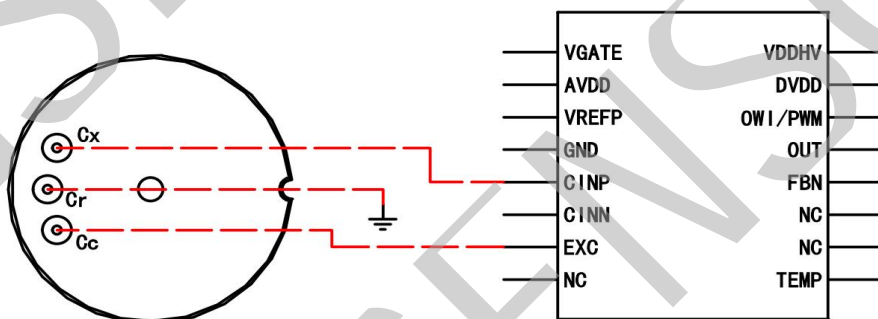 Cx
Cr
Cc
VGATE VDDHV
AVDD DVDD
VREFP OWI/PWM
GND OUT
CINP FBN
CINN NC
EXC NC
NC TEMP